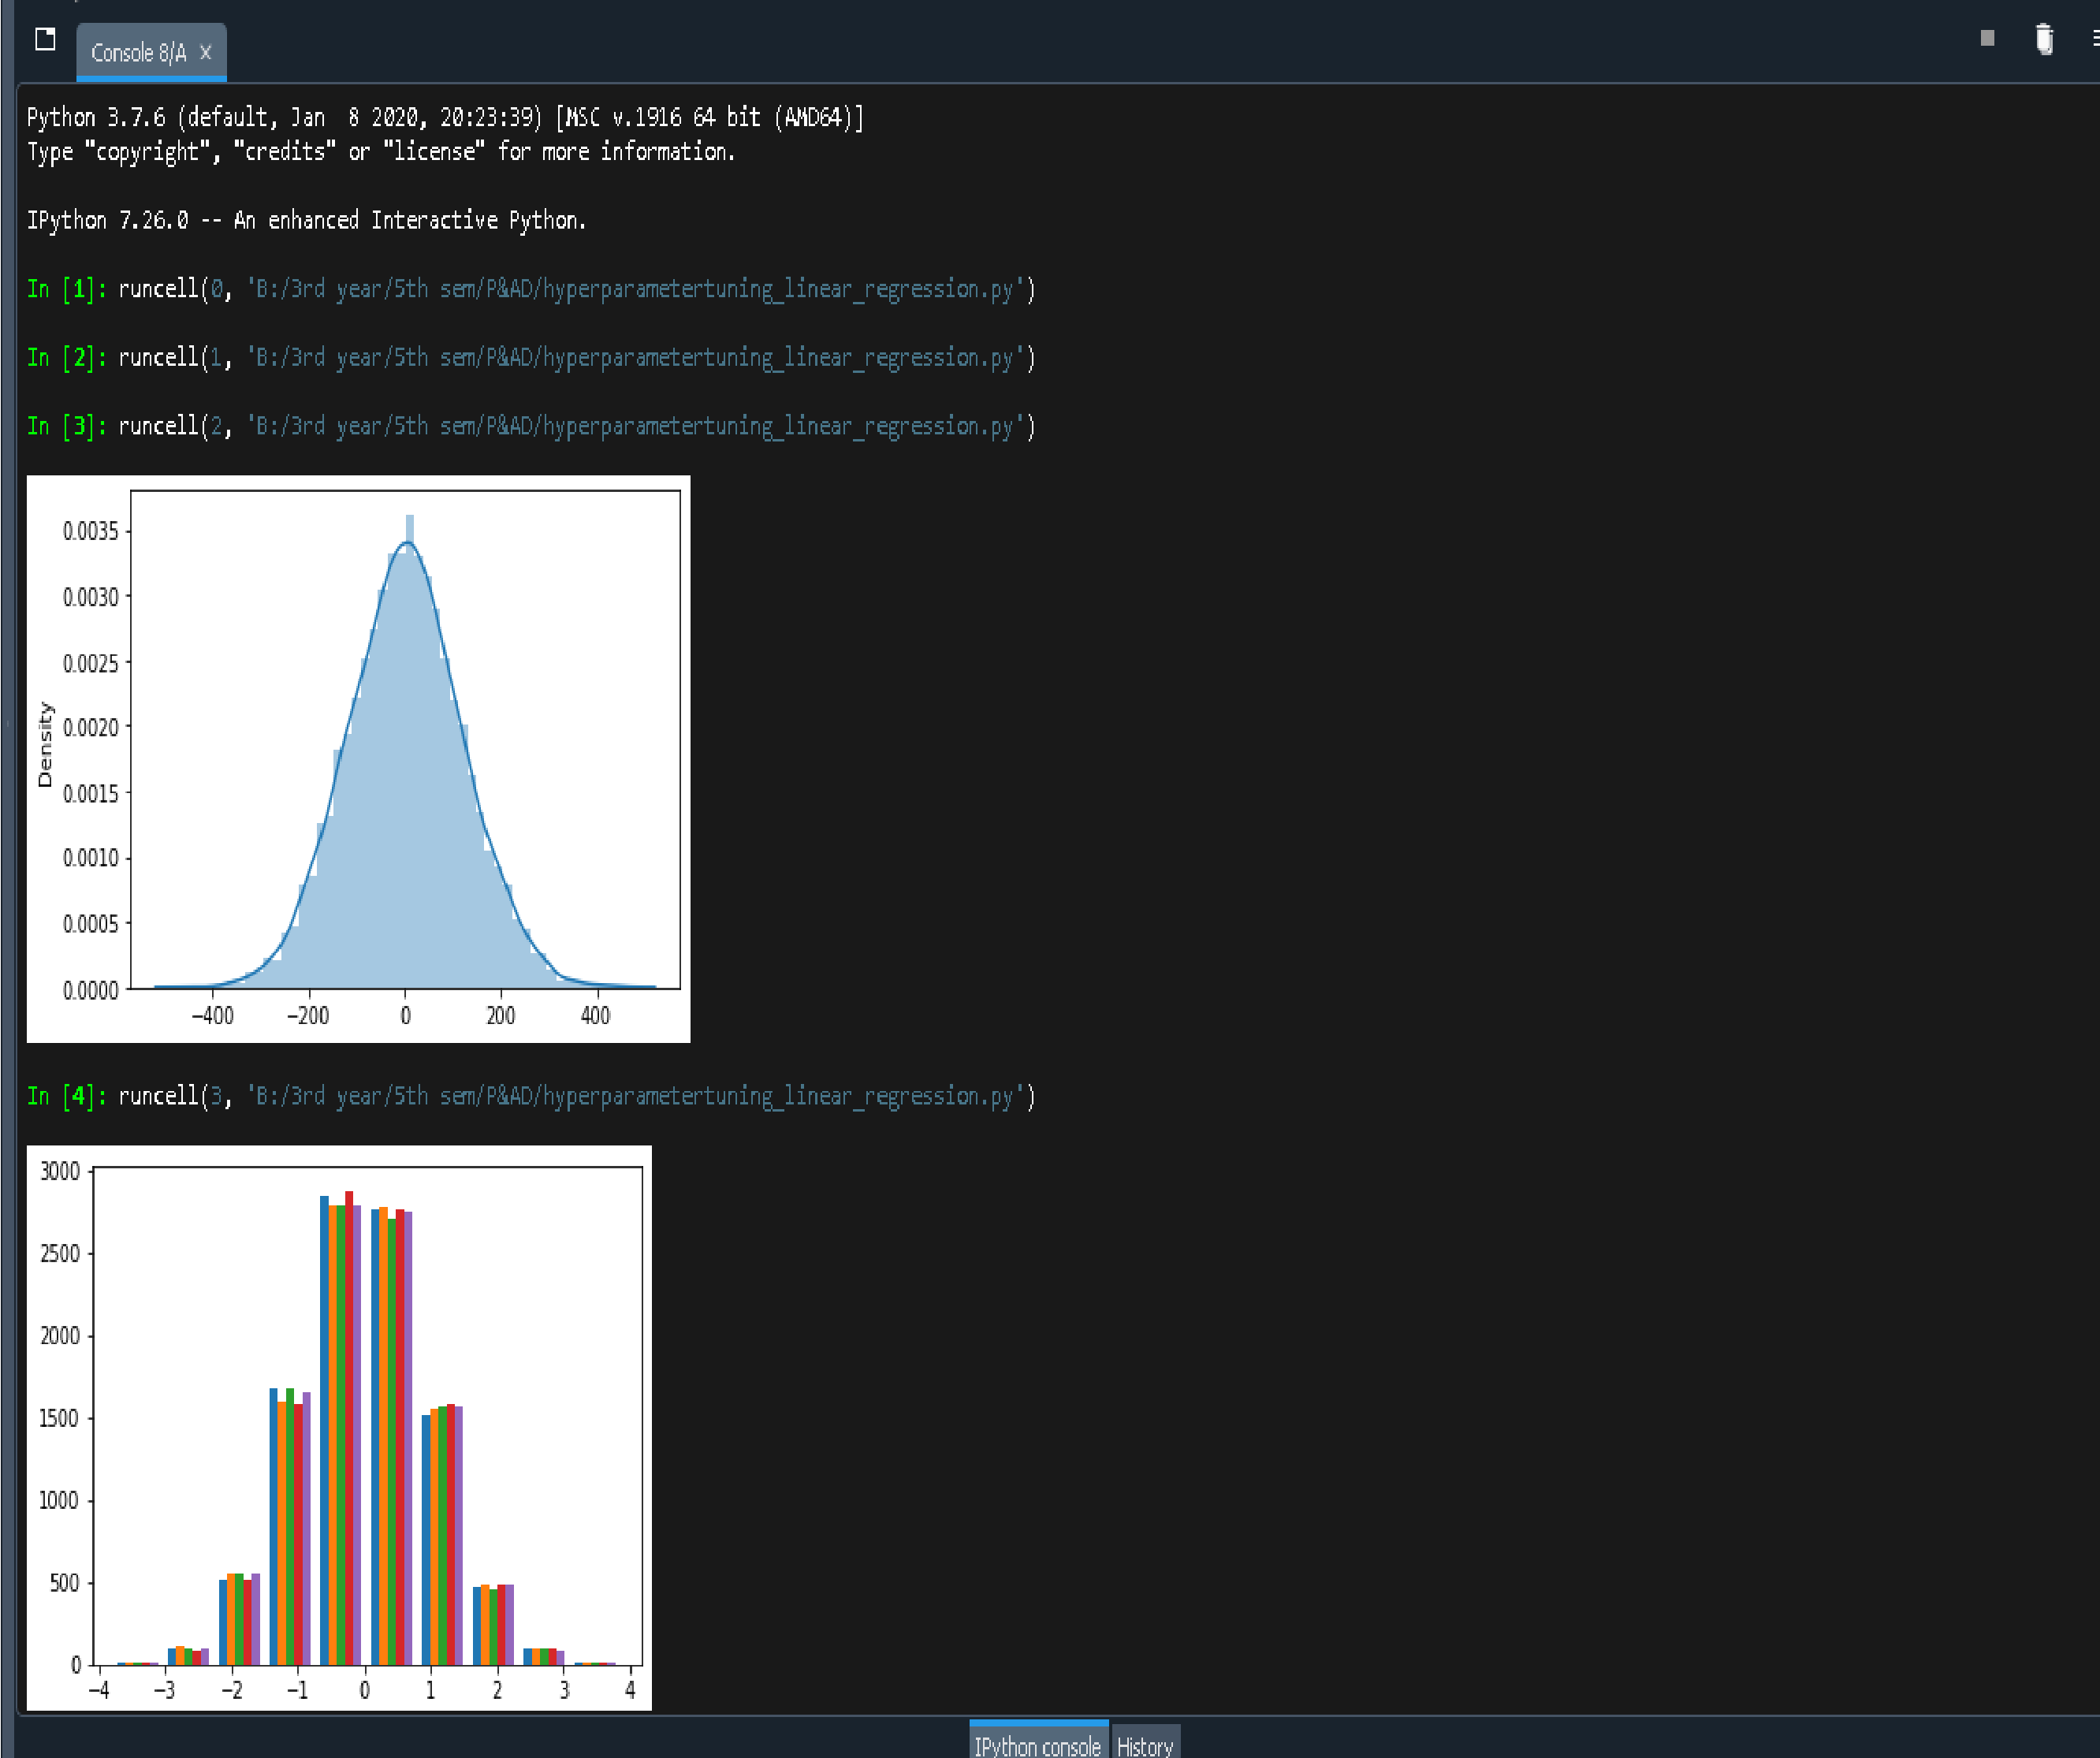 Console 8/A X
Python 3.7.6 (default, Jan  8 2020, 20:23:39) [MSC v.1916 64 bit (AMD64)]
Type "copyright", "credits" or "license" for more information.
IPython 7.26.0 -- An enhanced Interactive Python.
In [1]: runcell(0, 'B:/3rd year/5th sem/P&AD/hyperparametertuning_linear_regression.py')
In [2]: runcell(1, 'B:/3rd year/5th sem/P&AD/hyperparametertuning_linear_regression.py')
In [3]: runcell(2, 'B:/3rd year/5th sem/P&AD/hyperparametertuning_linear_regression.py')
0.0035
0.0030
0.0025
0.0020
Density
0.0015
0.0010
0.0005
0.0000
−400 −200 0 200 400
In [4]: runcell(3, 'B:/3rd year/5th sem/P&AD/hyperparametertuning_linear_regression.py')
3000
2500
2000
1500
1000
500
0
−4 −3 −2 −1 0 1 2 3 4
IPython console History